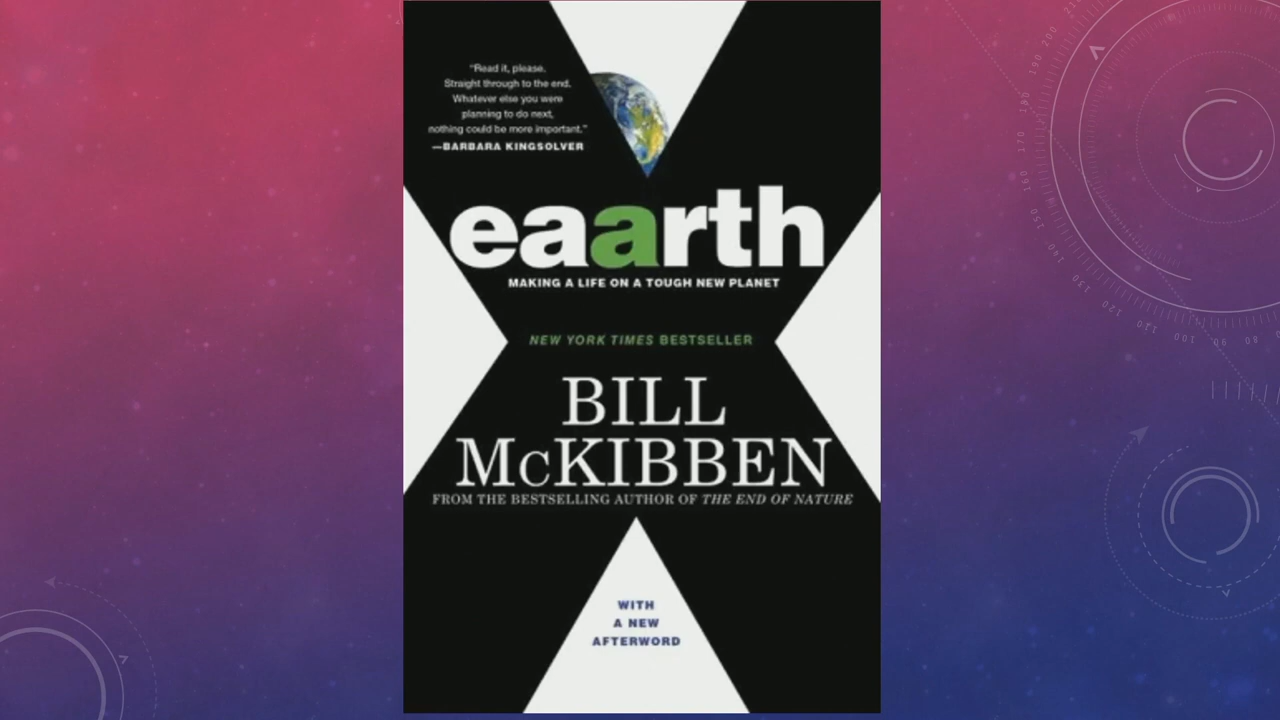 “Read it, please.
Straight through to the end.
Whatever else you were
planning to do next,
nothing could be more important.”
—BARBARA KINGSOLVER
eaarth
MAKING A LIFE ON A TOUGH NEW PLANET
NEW YORK TIMES BESTSELLER
BILL
McKIBBEN
FROM THE BESTSELLING AUTHOR OF THE END OF NATURE
WITH
A NEW
AFTERWORD